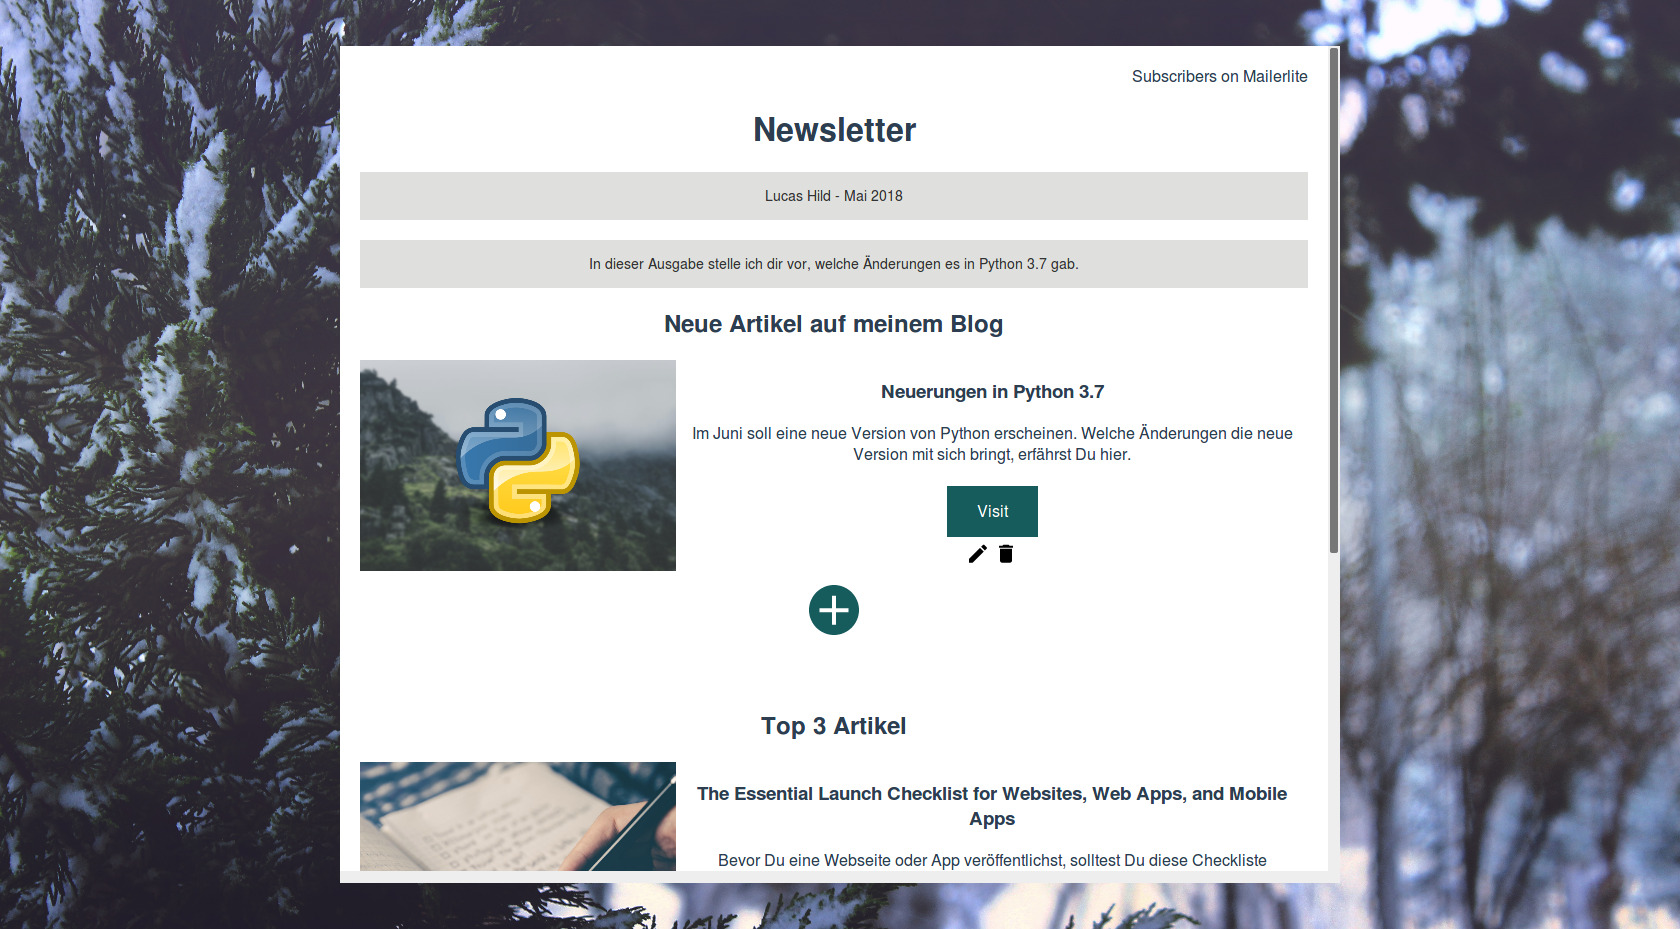 Subscribers on Mailerlite
Newsletter
Lucas Hild - Mai 2018
In dieser Ausgabe stelle ich dir vor, welche Änderungen es in Python 3.7 gab.
Neue Artikel auf meinem Blog
Neuerungen in Python 3.7
Im Juni soll eine neue Version von Python erscheinen. Welche Änderungen die neue
Version mit sich bringt, erfährst Du hier.
Visit
Top 3 Artikel
The Essential Launch Checklist for Websites, Web Apps, and Mobile
Apps
Bevor Du eine Webseite oder App veröffentlichst, solltest Du diese Checkliste